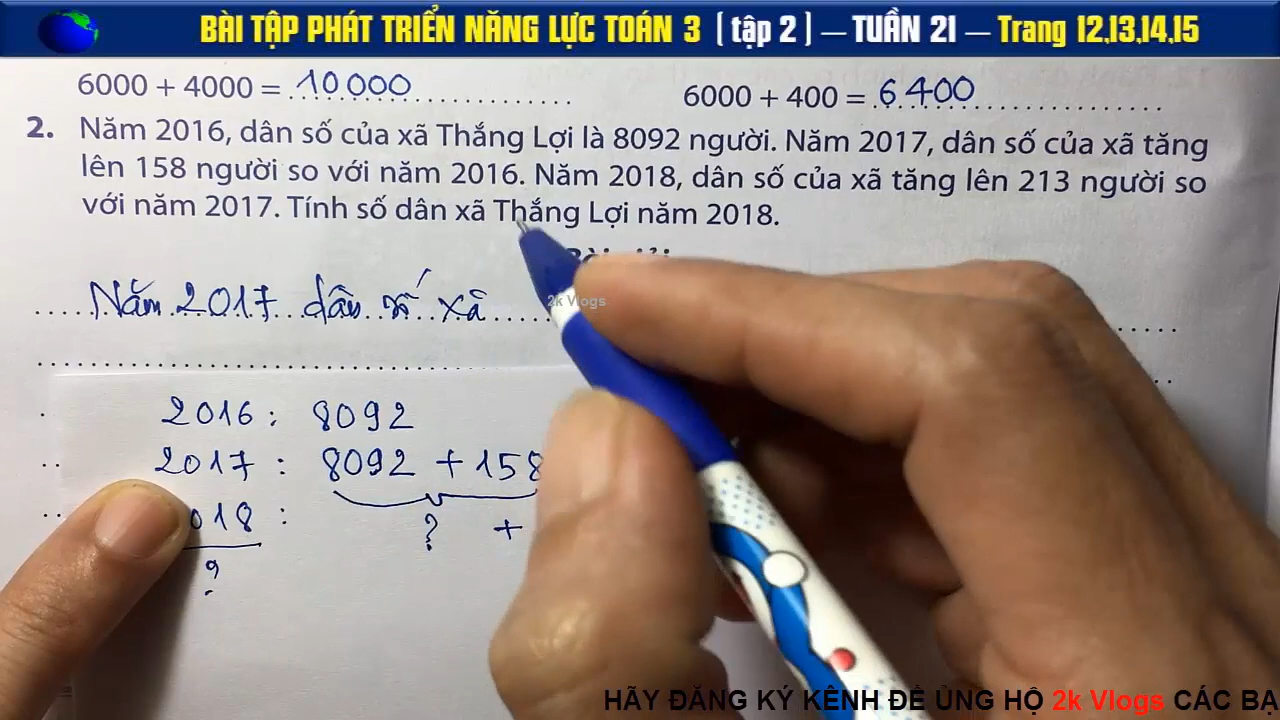 BÀI TẬP PHÁT TRIỂN NĂNG LỰC TOÁN 3 (tập 2) – TUẦN 21 – Trang 12,13,14,15
6000 + 4000 = 10 000
6000 + 400 = 6 400
2. Năm 2016, dân số của xã Thắng Lợi là 8092 người. Năm 2017, dân số của xã tăng
lên 158 người so với năm 2016. Năm 2018, dân số của xã tăng lên 213 người so
với năm 2017. Tính số dân xã Thắng Lợi năm 2018.
Năm 2017 dân số xã
2k Vlogs
2016 : 8092
2017 : 8092 + 158
018 : ? +
?
HÃY ĐĂNG KÝ KÊNH ĐỂ ỦNG HỘ 2k Vlogs CÁC BẠ